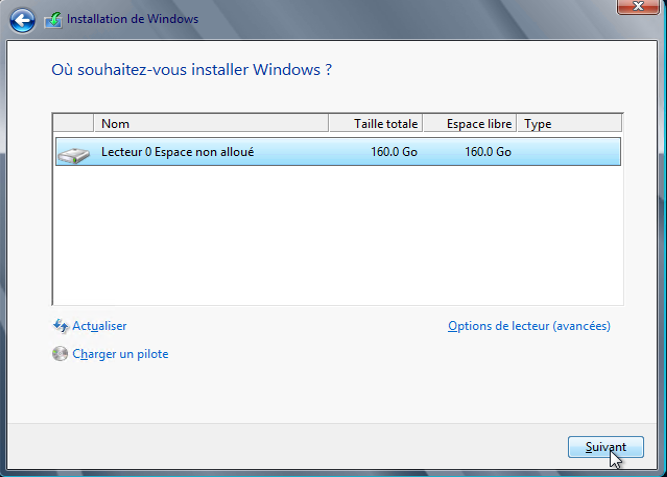 Installation de Windows
Où souhaitez-vous installer Windows ?
Nom Taille totale Espace libre Type
Lecteur 0 Espace non alloué 160.0 Go 160.0 Go
Actualiser Options de lecteur (avancées)
Charger un pilote
Suivant